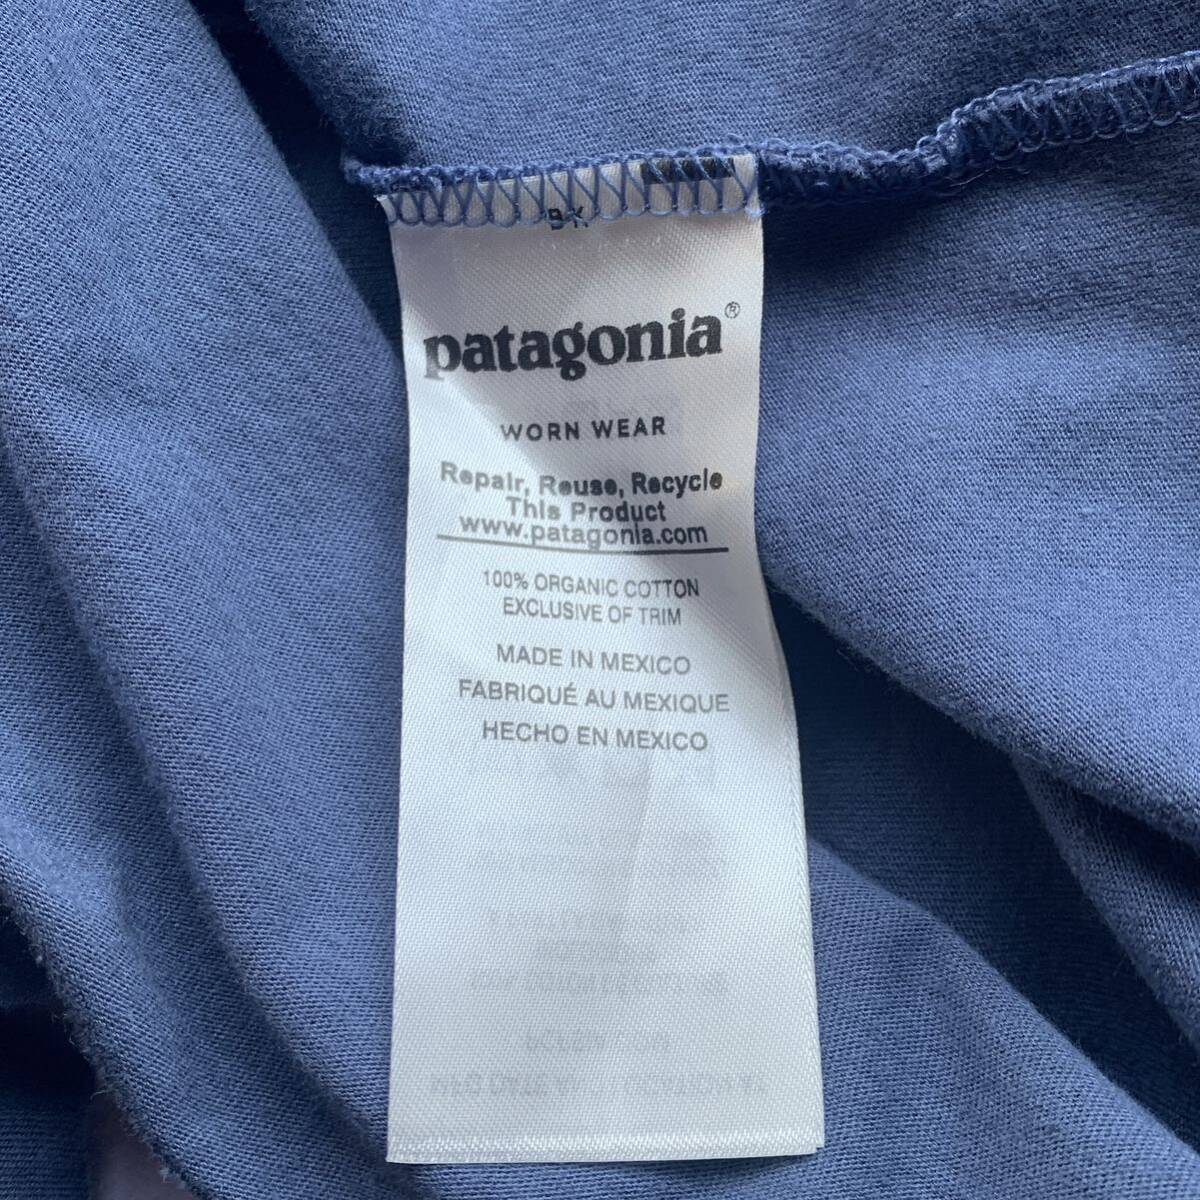 patagonia®
WORN WEAR
Repair, Reuse, Recycle
This Product
www.patagonia.com
100% ORGANIC COTTON
EXCLUSIVE OF TRIM
MADE IN MEXICO
FABRIQUÉ AU MEXIQUE
HECHO EN MEXICO